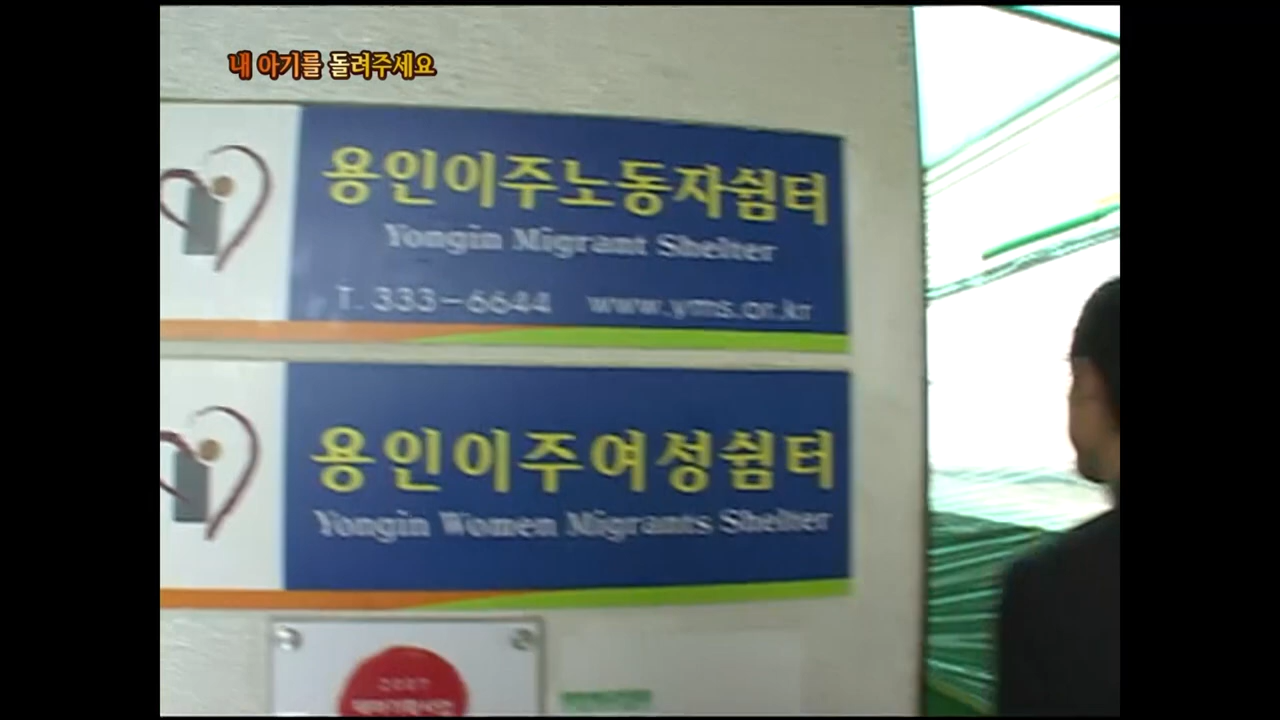 내 아기를 돌려주세요
용인이주노동자쉼터
Yongin Migrant Shelter
T. 333-6644 www.yms.or.kr
용인이주여성쉼터
Yongin Women Migrants Shelter
2007